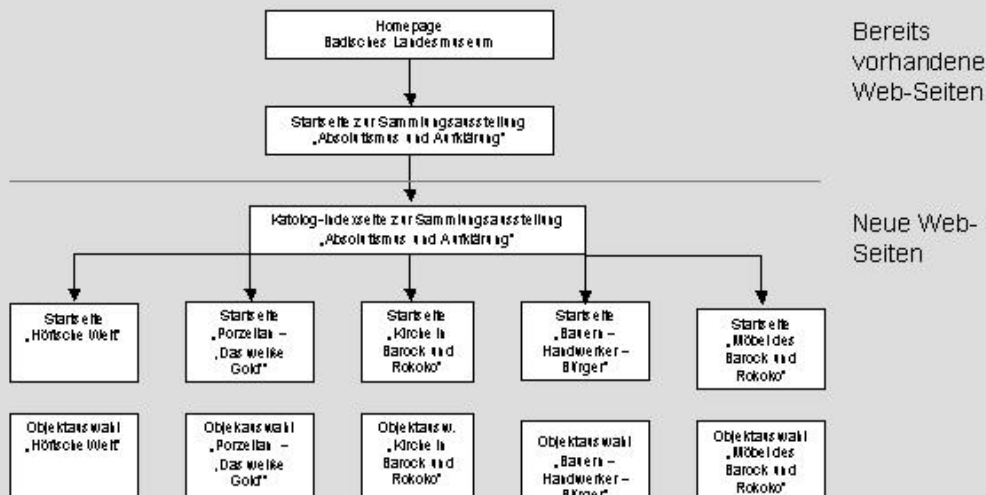 Homepage
Badisches Landesmuseum
Bereits
vorhandene
Web-Seiten
Startseite zur Sammlungsausstellung
„Absolutismus und Aufklärung"
Katolog-Indexseite zur Sammlungsausstellung
„Absolutismus und Aufklärung"
Neue Web-
Seiten
Startseite
„Höfische Welt"
Startseite
„Porzellan –
‚Das weiße
Gold'"
Startseite
„Kirche in
Barock und
Rokoko"
Startseite
„Bauern –
Handwerker –
Bürger"
Startseite
„Möbel des
Barock und
Rokoko"
Objektauswahl
„Höfische Welt"
Objekauswahl
„Porzellan –
‚Das weiße
Gold'"
Objektausw.
„Kirche in
Barock und
Rokoko"
Objektauswahl
„Bauern –
Handwerker –
Bürger"
Objektauswahl
„Möbel des
Barock und
Rokoko"